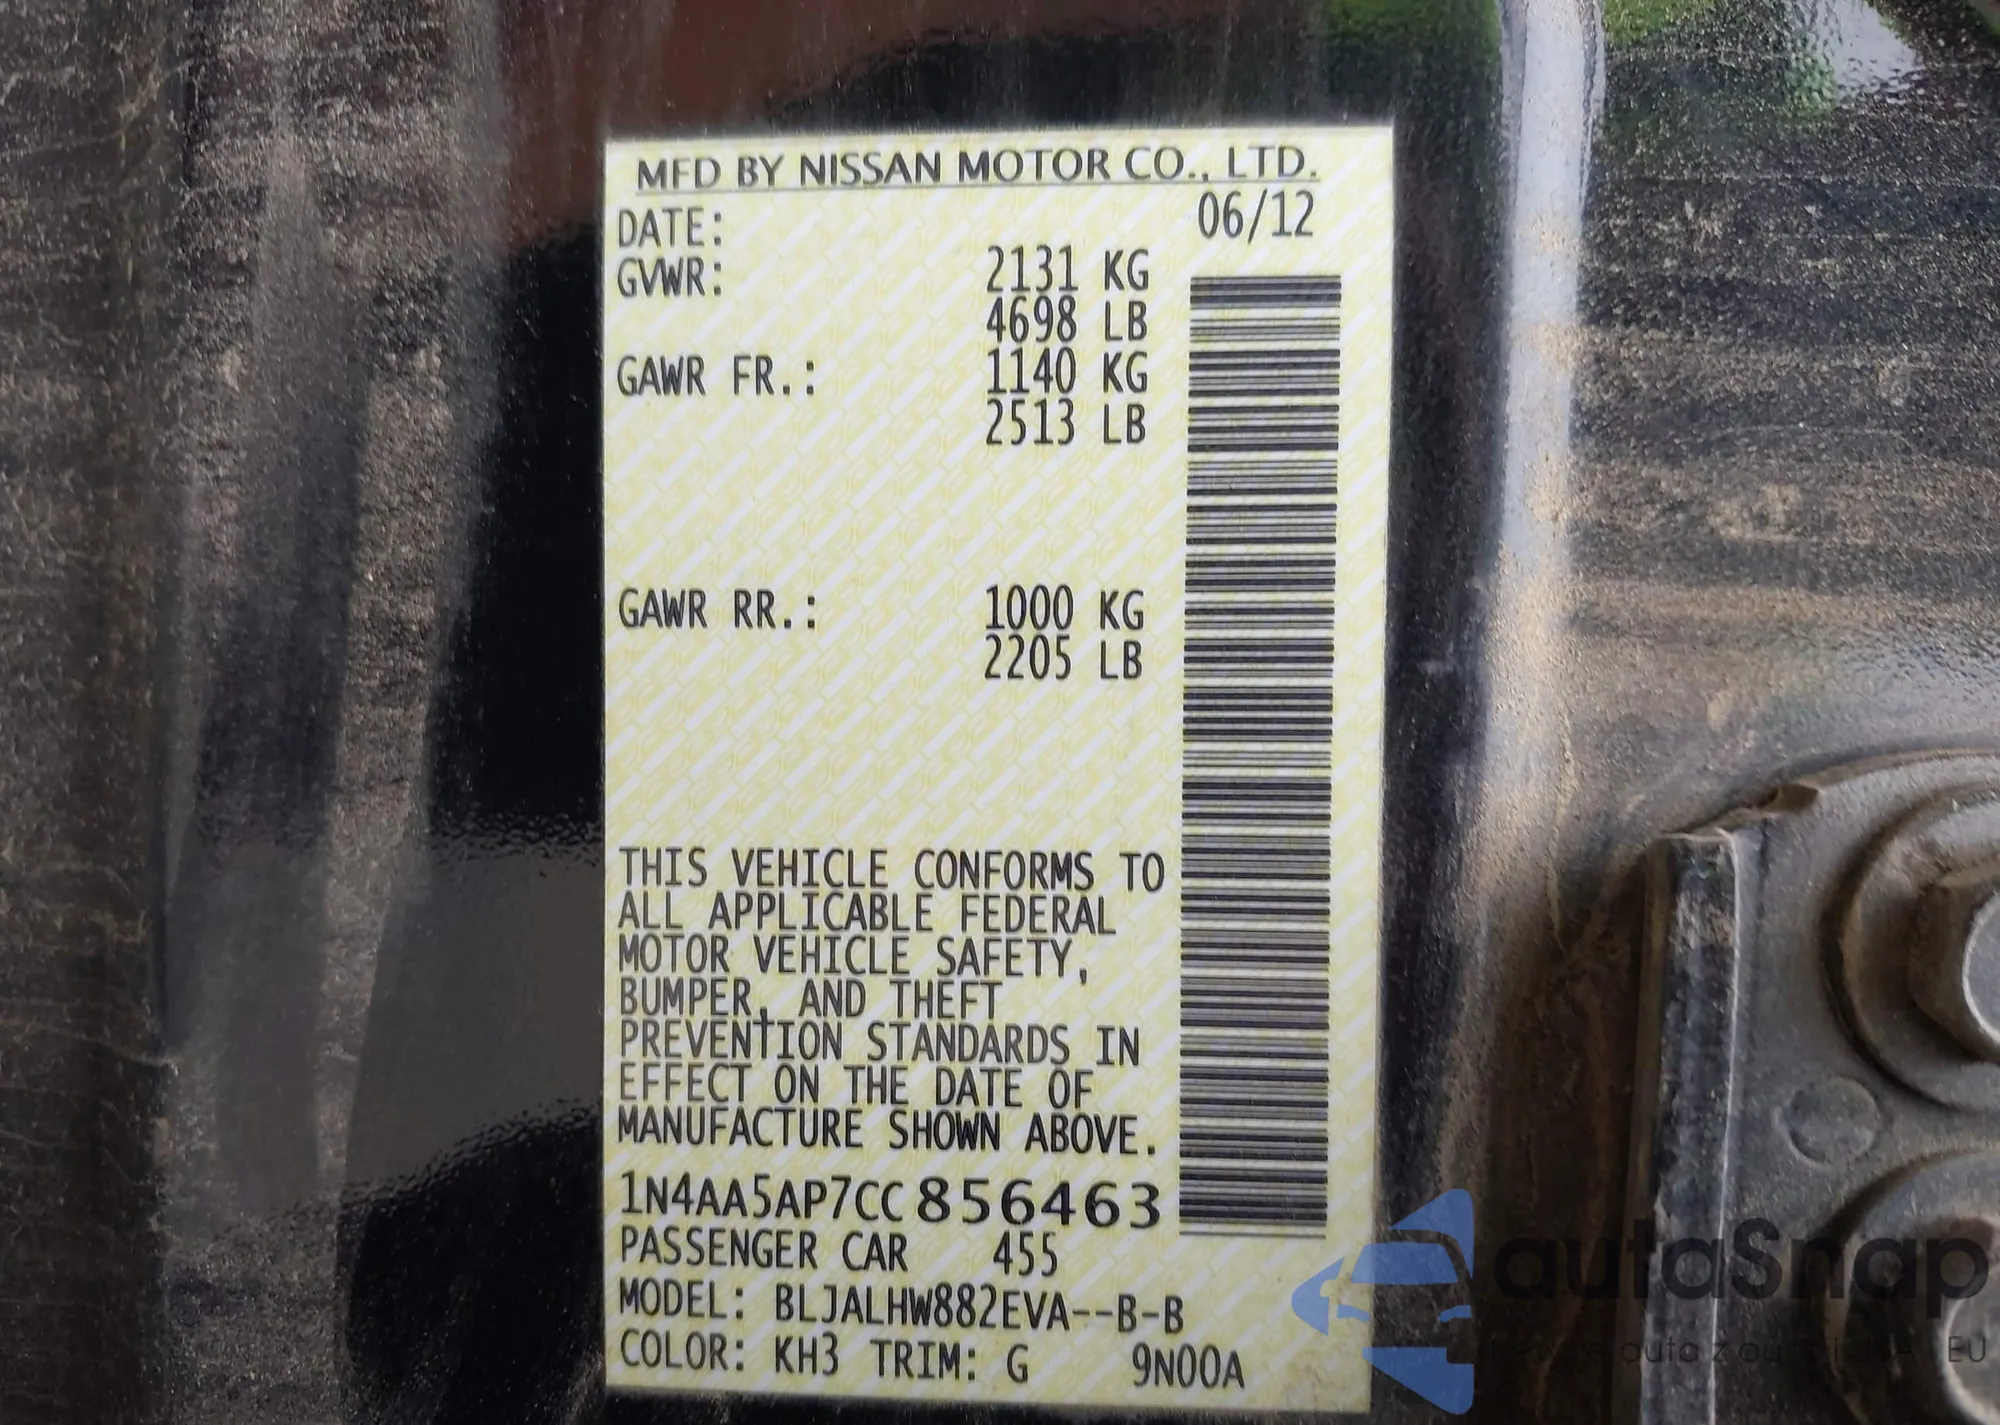 MFD BY NISSAN MOTOR CO., LTD.
DATE: 06/12
GVWR: 2131 KG
4698 LB
GAWR FR.: 1140 KG
2513 LB
GAWR RR.: 1000 KG
2205 LB
THIS VEHICLE CONFORMS TO
ALL APPLICABLE FEDERAL
MOTOR VEHICLE SAFETY,
BUMPER, AND THEFT
PREVENTION STANDARDS IN
EFFECT ON THE DATE OF
MANUFACTURE SHOWN ABOVE.
1N4AA5AP7CC856463
PASSENGER CAR 455
MODEL: BLJALHW882EVA--B-B
COLOR: KH3 TRIM: G 9N00A
autaSnap
auto z
EU